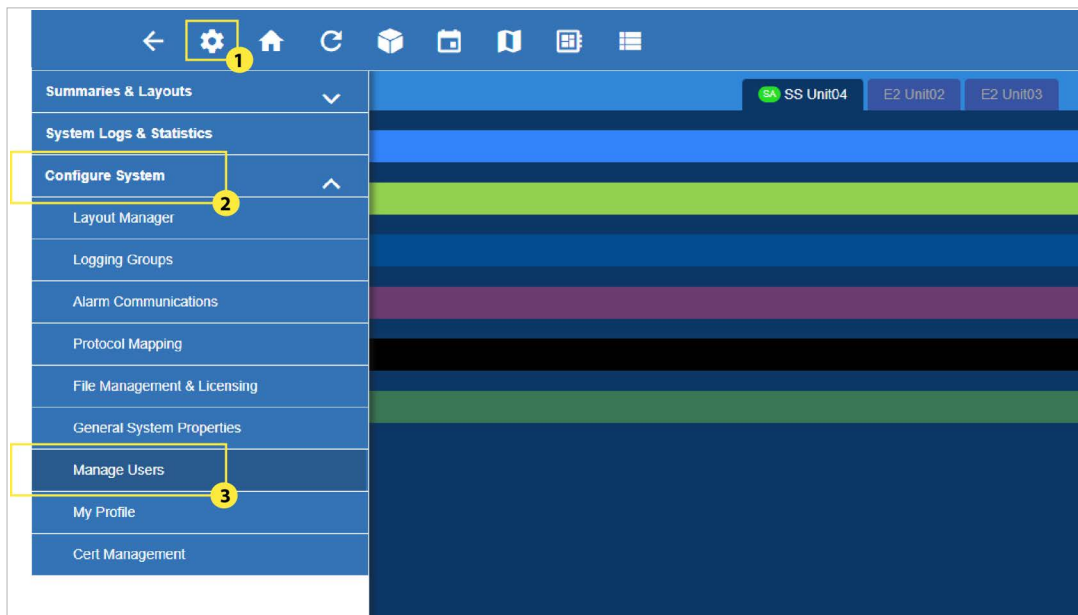 1
Summaries & Layouts
SA SS Unit04 E2 Unit02 E2 Unit03
System Logs & Statistics
Configure System
2
Layout Manager
Logging Groups
Alarm Communications
Protocol Mapping
File Management & Licensing
General System Properties
Manage Users
3
My Profile
Cert Management